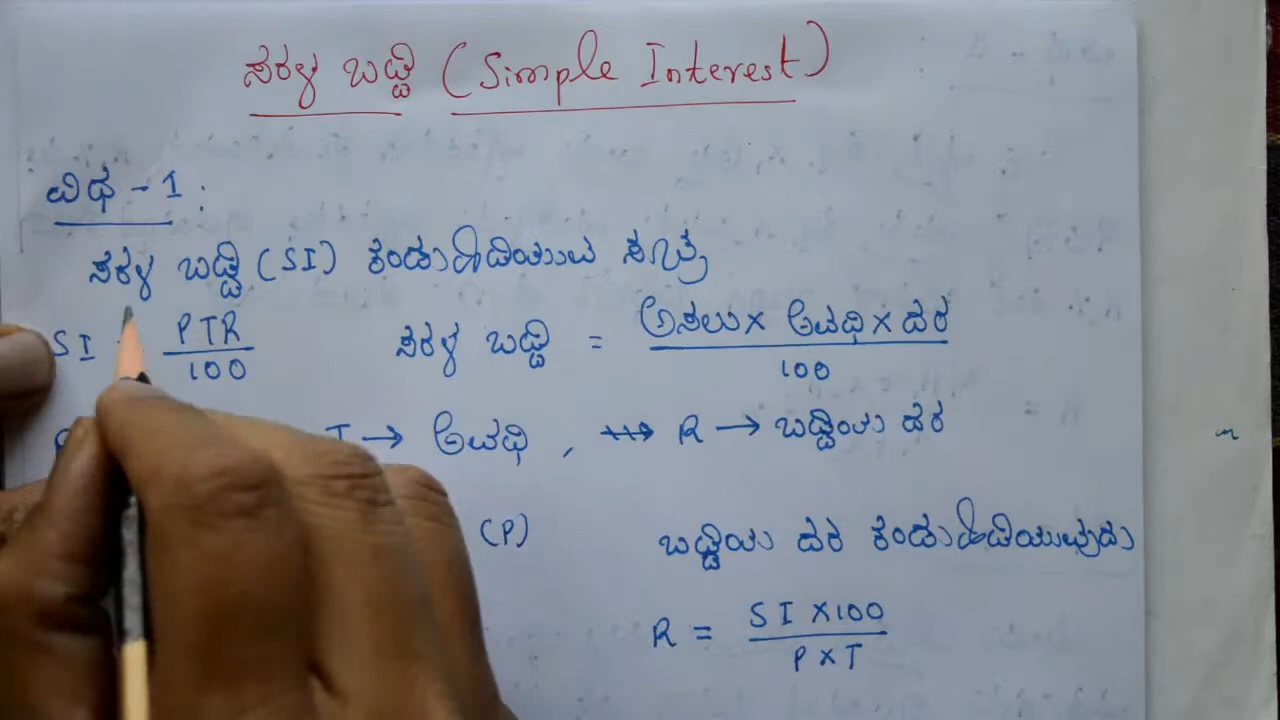 ಸರಳ ಬಡ್ಡಿ (Simple Interest)
ವಿಧ - 1 :
ಸರಳ ಬಡ್ಡಿ (SI) ಕಂಡುಹಿಡಿಯುವ ಸೂತ್ರ
SI PTR / 100 ಸರಳ ಬಡ್ಡಿ = ಅಸಲು × ಅವಧಿ × ದರ / 100
T → ಅವಧಿ , R → ಬಡ್ಡಿಯ ದರ
(P) ಬಡ್ಡಿಯ ದರ ಕಂಡುಹಿಡಿಯುವುದು
R = SI × 100 / P × T